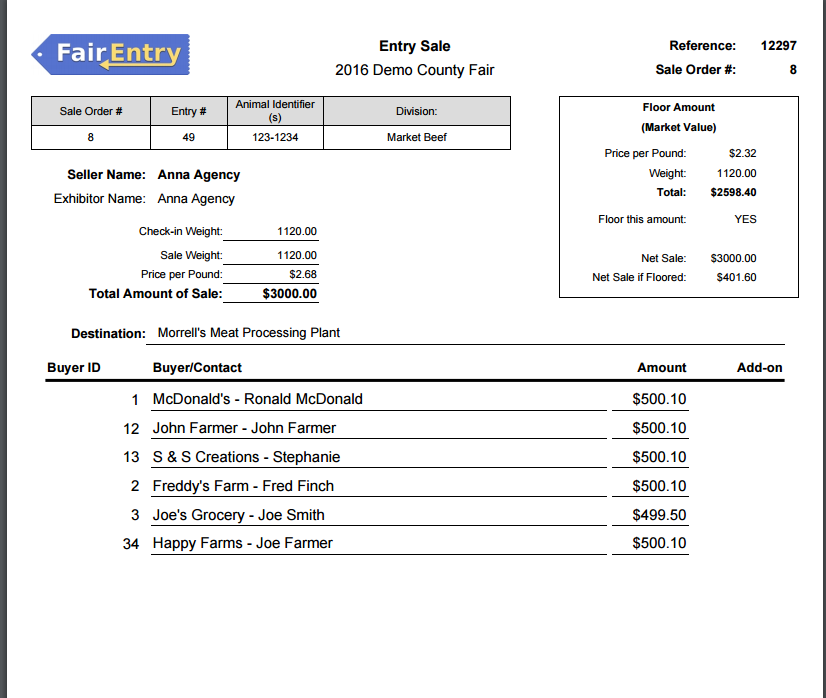 FairEntry
Entry Sale
2016 Demo County Fair
Reference: 12297
Sale Order #: 8
Sale Order # Entry # Animal Identifier (s) Division:
8 49 123-1234 Market Beef
Floor Amount
(Market Value)
Price per Pound: $2.32
Weight: 1120.00
Total: $2598.40
Floor this amount: YES
Net Sale: $3000.00
Net Sale if Floored: $401.60
Seller Name: Anna Agency
Exhibitor Name: Anna Agency
Check-in Weight: 1120.00
Sale Weight: 1120.00
Price per Pound: $2.68
Total Amount of Sale: $3000.00
Destination: Morrell's Meat Processing Plant
Buyer ID Buyer/Contact Amount Add-on
1 McDonald's - Ronald McDonald $500.10
12 John Farmer - John Farmer $500.10
13 S & S Creations - Stephanie $500.10
2 Freddy's Farm - Fred Finch $500.10
3 Joe's Grocery - Joe Smith $499.50
34 Happy Farms - Joe Farmer $500.10